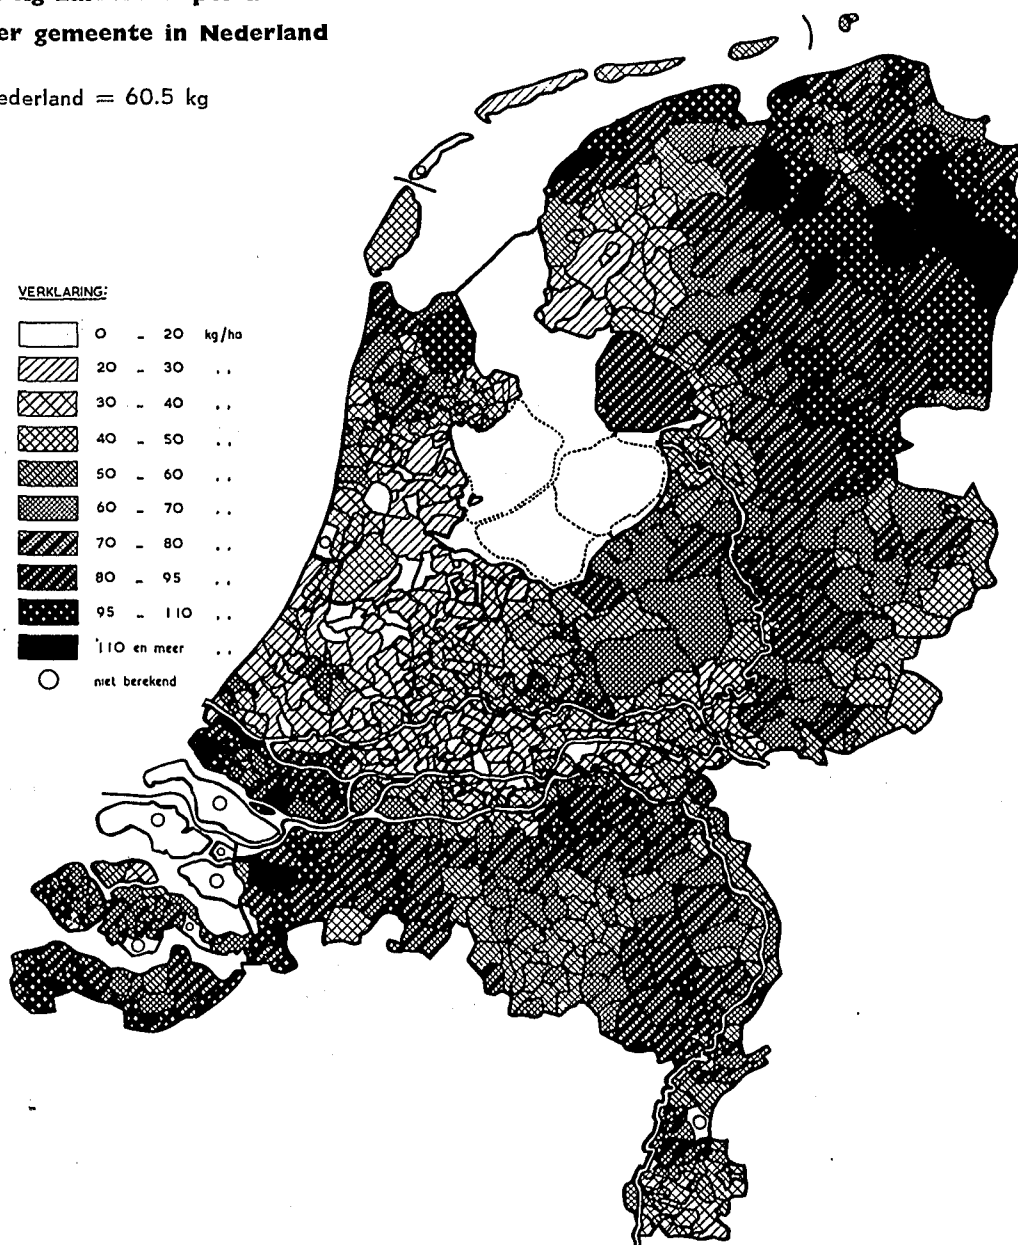 er gemeente in Nederland
ederland = 60.5 kg
VERKLARING:
0 - 20 kg/ha
20 - 30 ..
30 - 40 ..
40 - 50 ..
50 - 60 ..
60 - 70 ..
70 - 80 ..
80 - 95 ..
95 - 110 ..
110 en meer ..
niet berekend